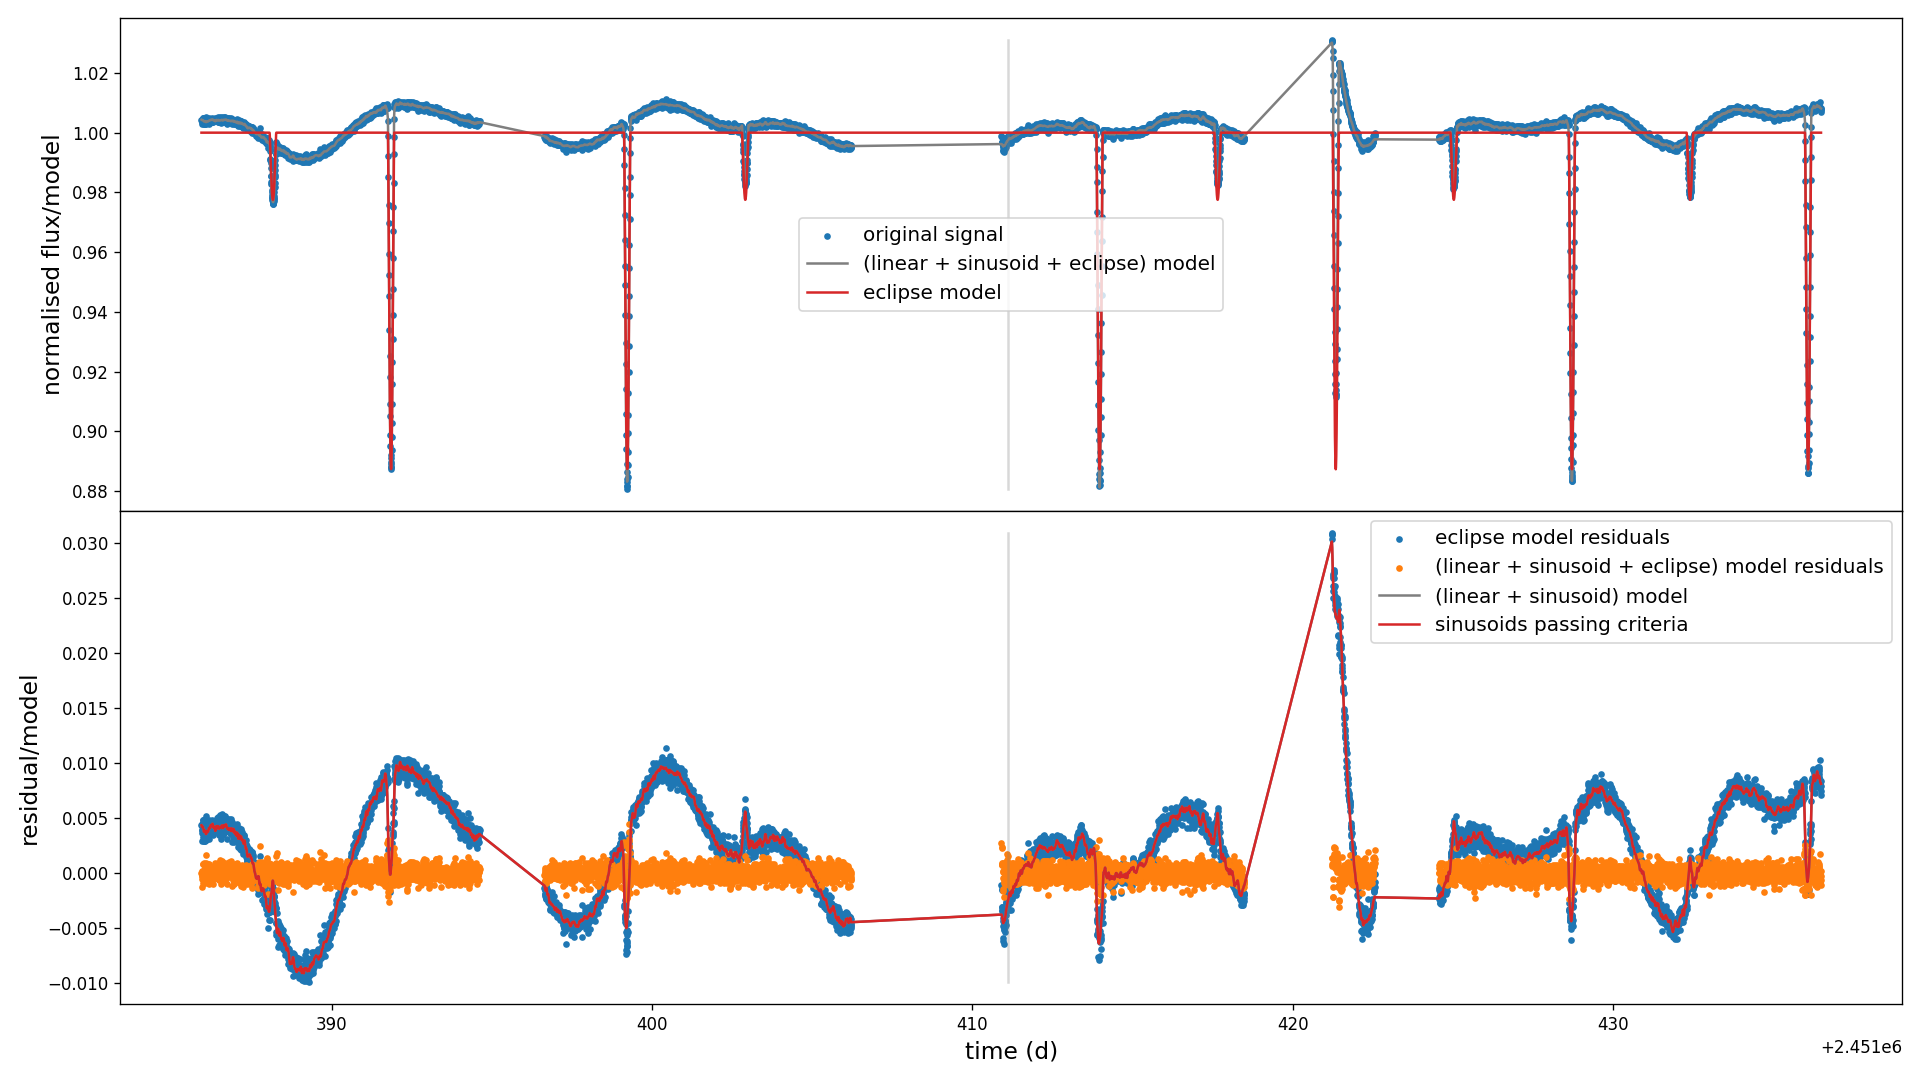 normalised flux/model
1.02
1.00
0.98
0.96
0.94
0.92
0.90
0.88
original signal
(linear + sinusoid + eclipse) model
eclipse model
residual/model
0.030
0.025
0.020
0.015
0.010
0.005
0.000
−0.005
−0.010
eclipse model residuals
(linear + sinusoid + eclipse) model residuals
(linear + sinusoid) model
sinusoids passing criteria
390 400 410 420 430
time (d)
+2.451e6